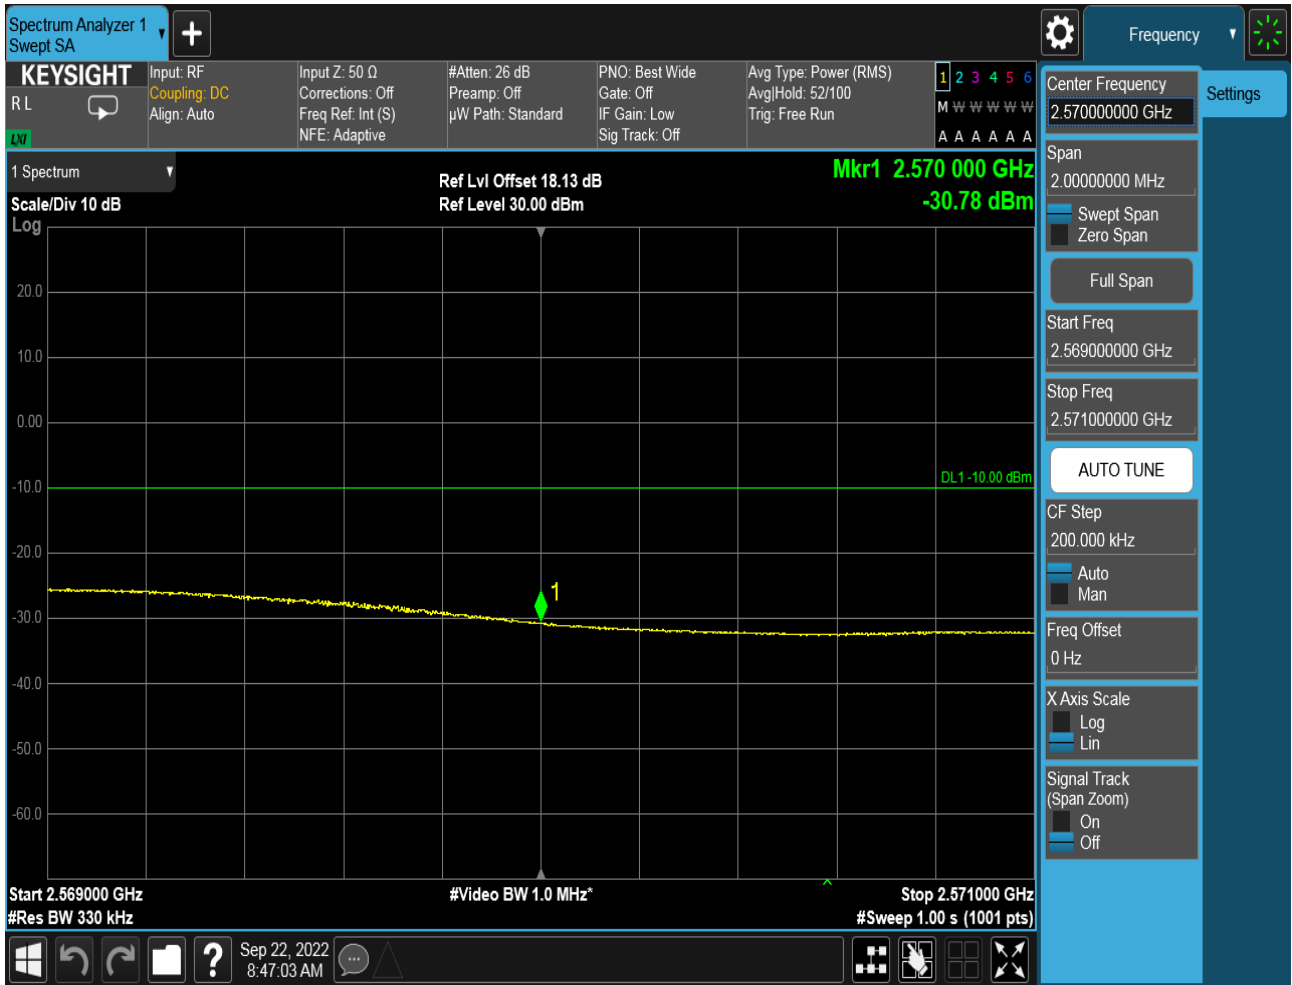 Spectrum Analyzer 1
Swept SA
Frequency
KEYSIGHT
R L
LXI
Input: RF
Coupling: DC
Align: Auto
Input Z: 50 Ω
Corrections: Off
Freq Ref: Int (S)
NFE: Adaptive
#Atten: 26 dB
Preamp: Off
µW Path: Standard
PNO: Best Wide
Gate: Off
IF Gain: Low
Sig Track: Off
Avg Type: Power (RMS)
Avg|Hold: 52/100
Trig: Free Run
1 2 3 4 5 6
M W W W W W
A A A A A A
1 Spectrum
Scale/Div 10 dB
Log
Ref Lvl Offset 18.13 dB
Ref Level 30.00 dBm
Mkr1 2.570 000 GHz
-30.78 dBm
20.0
10.0
0.00
-10.0
-20.0
-30.0
-40.0
-50.0
-60.0
DL1 -10.00 dBm
1
Start 2.569000 GHz
#Res BW 330 kHz
#Video BW 1.0 MHz*
Stop 2.571000 GHz
#Sweep 1.00 s (1001 pts)
Center Frequency
2.570000000 GHz
Settings
Span
2.00000000 MHz
Swept Span
Zero Span
Full Span
Start Freq
2.569000000 GHz
Stop Freq
2.571000000 GHz
AUTO TUNE
CF Step
200.000 kHz
Auto
Man
Freq Offset
0 Hz
X Axis Scale
Log
Lin
Signal Track
(Span Zoom)
On
Off
?
Sep 22, 2022
8:47:03 AM